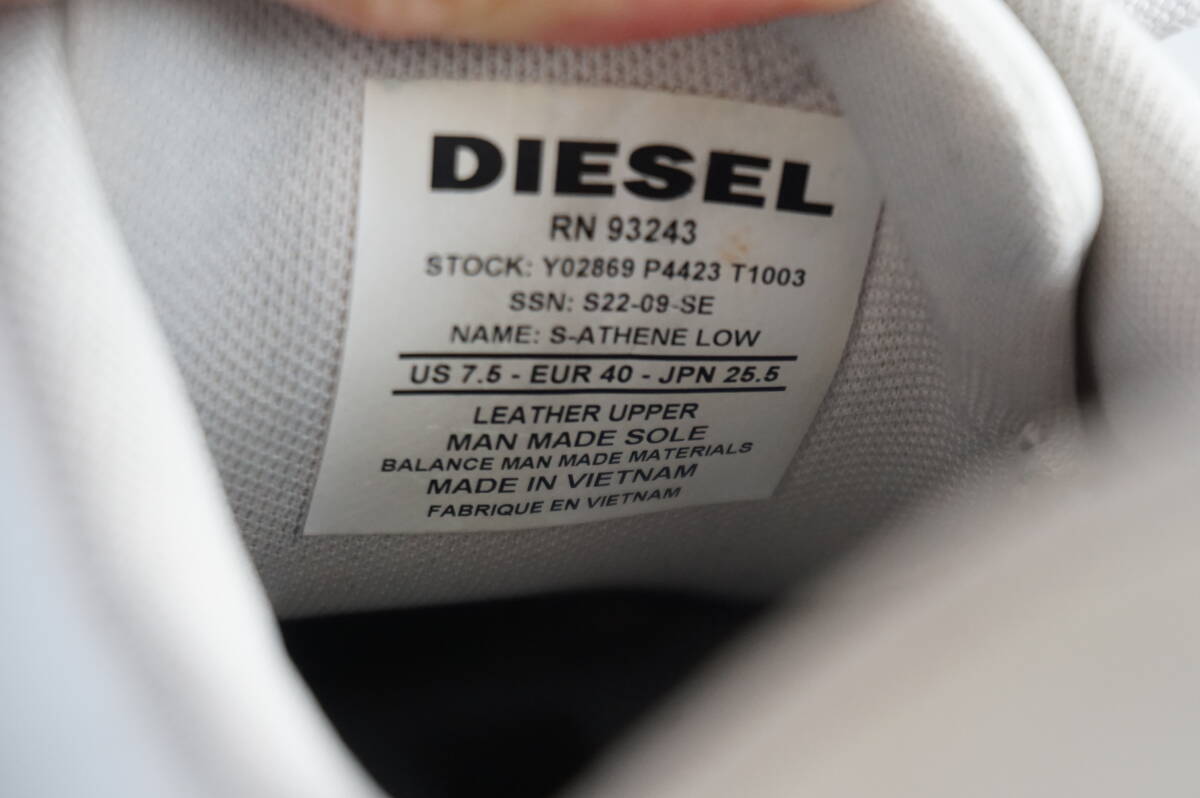 DIESEL
RN 93243
STOCK: Y02869 P4423 T1003
SSN: S22-09-SE
NAME: S-ATHENE LOW
US 7.5 - EUR 40 - JPN 25.5
LEATHER UPPER
MAN MADE SOLE
BALANCE MAN MADE MATERIALS
MADE IN VIETNAM
FABRIQUE EN VIETNAM